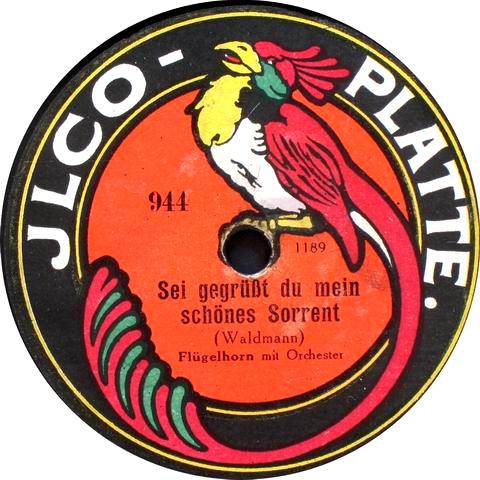 JLCO-PLATTE.
944
1189
Sei gegrüßt du mein
schönes Sorrent
(Waldmann)
Flügelhorn mit Orchester